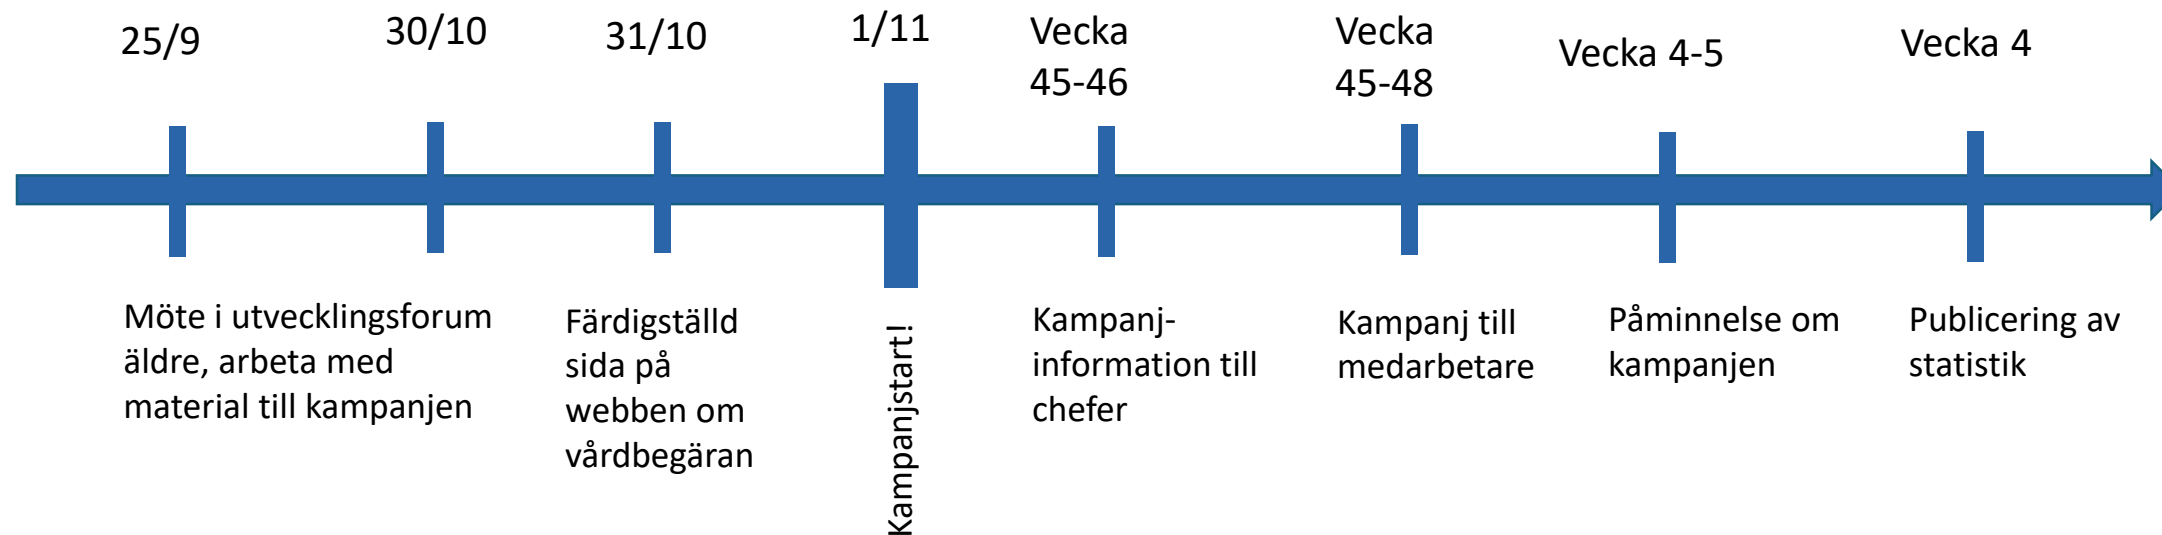 25/9
30/10
31/10
1/11
Vecka
45-46
Vecka
45-48
Vecka 4-5
Vecka 4
Möte i utvecklingsforum
äldre, arbeta med
material till kampanjen
Färdigställd
sida på
webben om
vårdbegäran
Kampanjstart!
Kampanj-
information till
chefer
Kampanj till
medarbetare
Påminnelse om
kampanjen
Publicering av
statistik